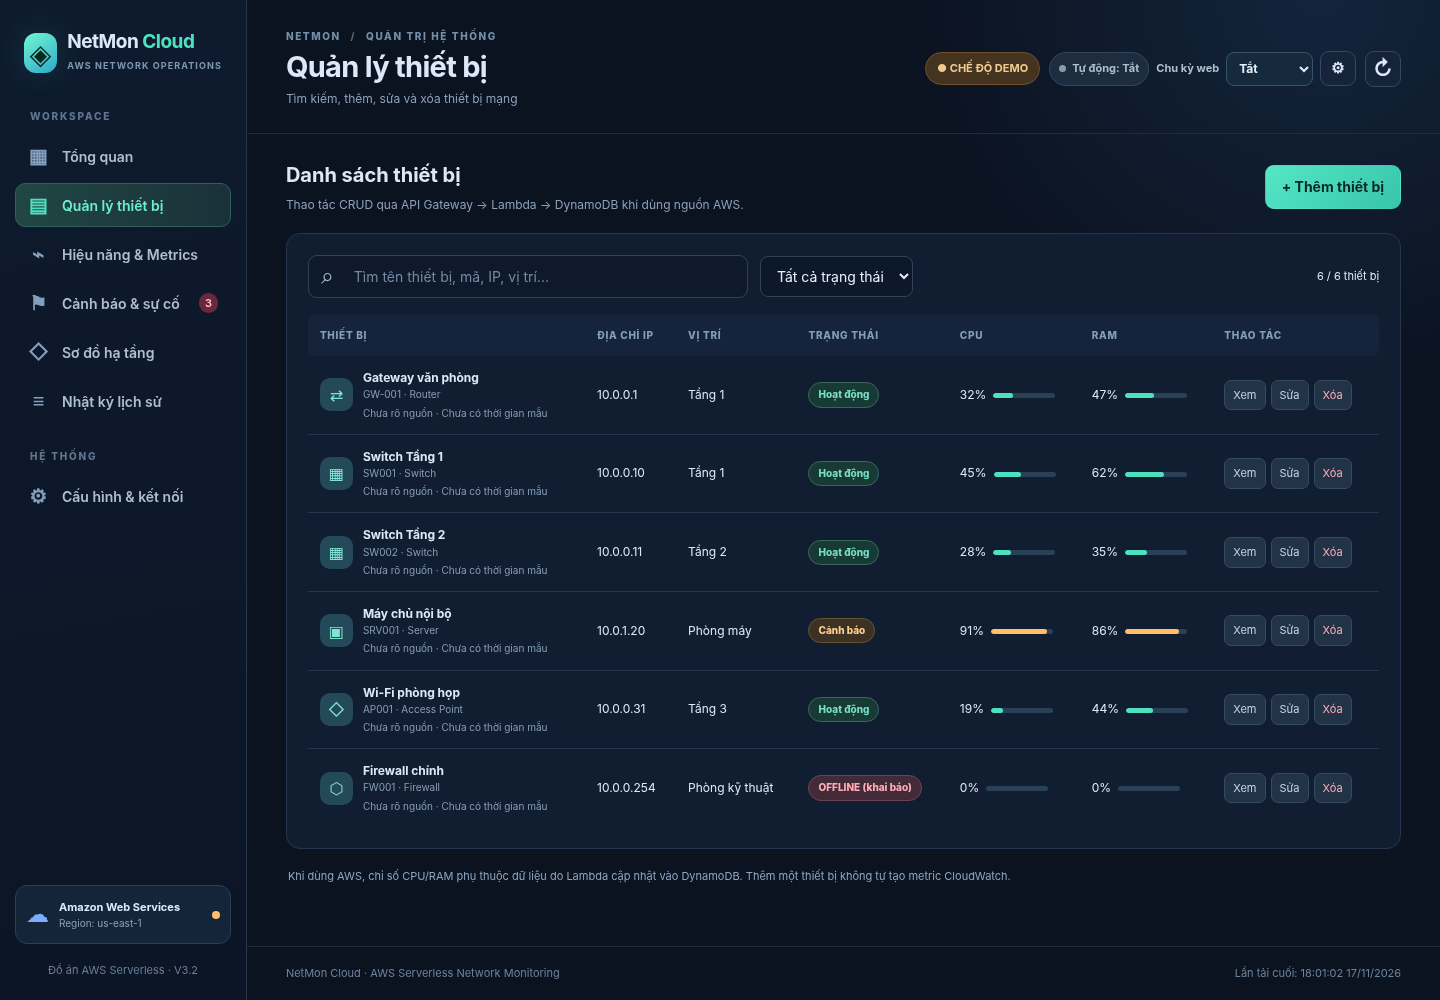 NetMon Cloud
AWS NETWORK OPERATIONS
WORKSPACE
Tổng quan
Quản lý thiết bị
Hiệu năng & Metrics
Cảnh báo & sự cố 3
Sơ đồ hạ tầng
Nhật ký lịch sử
HỆ THỐNG
Cấu hình & kết nối
Amazon Web Services
Region: us-east-1
Đồ án AWS Serverless · V3.2
NETMON / QUẢN TRỊ HỆ THỐNG
Quản lý thiết bị
Tìm kiếm, thêm, sửa và xóa thiết bị mạng
CHẾ ĐỘ DEMO
Tự động: Tắt
Chu kỳ web
Tắt
Danh sách thiết bị
Thao tác CRUD qua API Gateway → Lambda → DynamoDB khi dùng nguồn AWS.
+ Thêm thiết bị
Tìm tên thiết bị, mã, IP, vị trí...
Tất cả trạng thái
6 / 6 thiết bị
THIẾT BỊ ĐỊA CHỈ IP VỊ TRÍ TRẠNG THÁI CPU RAM THAO TÁC
Gateway văn phòng
GW-001 · Router
Chưa rõ nguồn · Chưa có thời gian mẫu
10.0.0.1 Tầng 1 Hoạt động 32% 47% Xem Sửa Xóa
Switch Tầng 1
SW001 · Switch
Chưa rõ nguồn · Chưa có thời gian mẫu
10.0.0.10 Tầng 1 Hoạt động 45% 62% Xem Sửa Xóa
Switch Tầng 2
SW002 · Switch
Chưa rõ nguồn · Chưa có thời gian mẫu
10.0.0.11 Tầng 2 Hoạt động 28% 35% Xem Sửa Xóa
Máy chủ nội bộ
SRV001 · Server
Chưa rõ nguồn · Chưa có thời gian mẫu
10.0.1.20 Phòng máy Cảnh báo 91% 86% Xem Sửa Xóa
Wi-Fi phòng họp
AP001 · Access Point
Chưa rõ nguồn · Chưa có thời gian mẫu
10.0.0.31 Tầng 3 Hoạt động 19% 44% Xem Sửa Xóa
Firewall chính
FW001 · Firewall
Chưa rõ nguồn · Chưa có thời gian mẫu
10.0.0.254 Phòng kỹ thuật OFFLINE (khai báo) 0% 0% Xem Sửa Xóa
Khi dùng AWS, chỉ số CPU/RAM phụ thuộc dữ liệu do Lambda cập nhật vào DynamoDB. Thêm một thiết bị không tự tạo metric CloudWatch.
NetMon Cloud · AWS Serverless Network Monitoring
Lần tải cuối: 18:01:02 17/11/2026